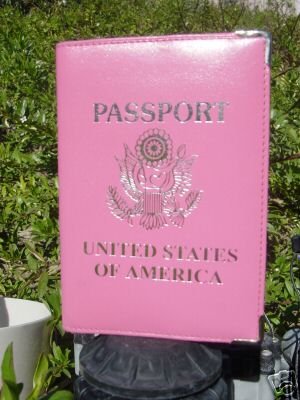 PASSPORT
UNITED STATES
OF AMERICA